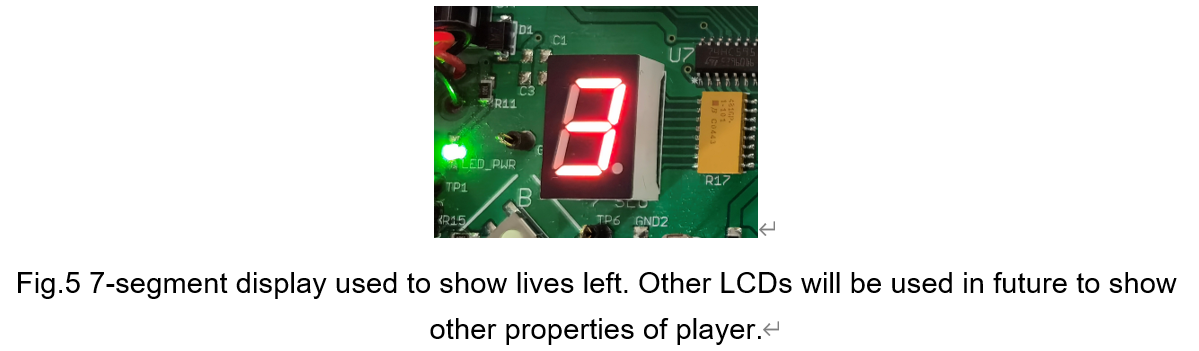 D1
C1
U7
C3
R11
3
LED_PWR
R17
TP1
B
R15
TP6 GND2
Fig.5 7-segment display used to show lives left. Other LCDs will be used in future to show
other properties of player.